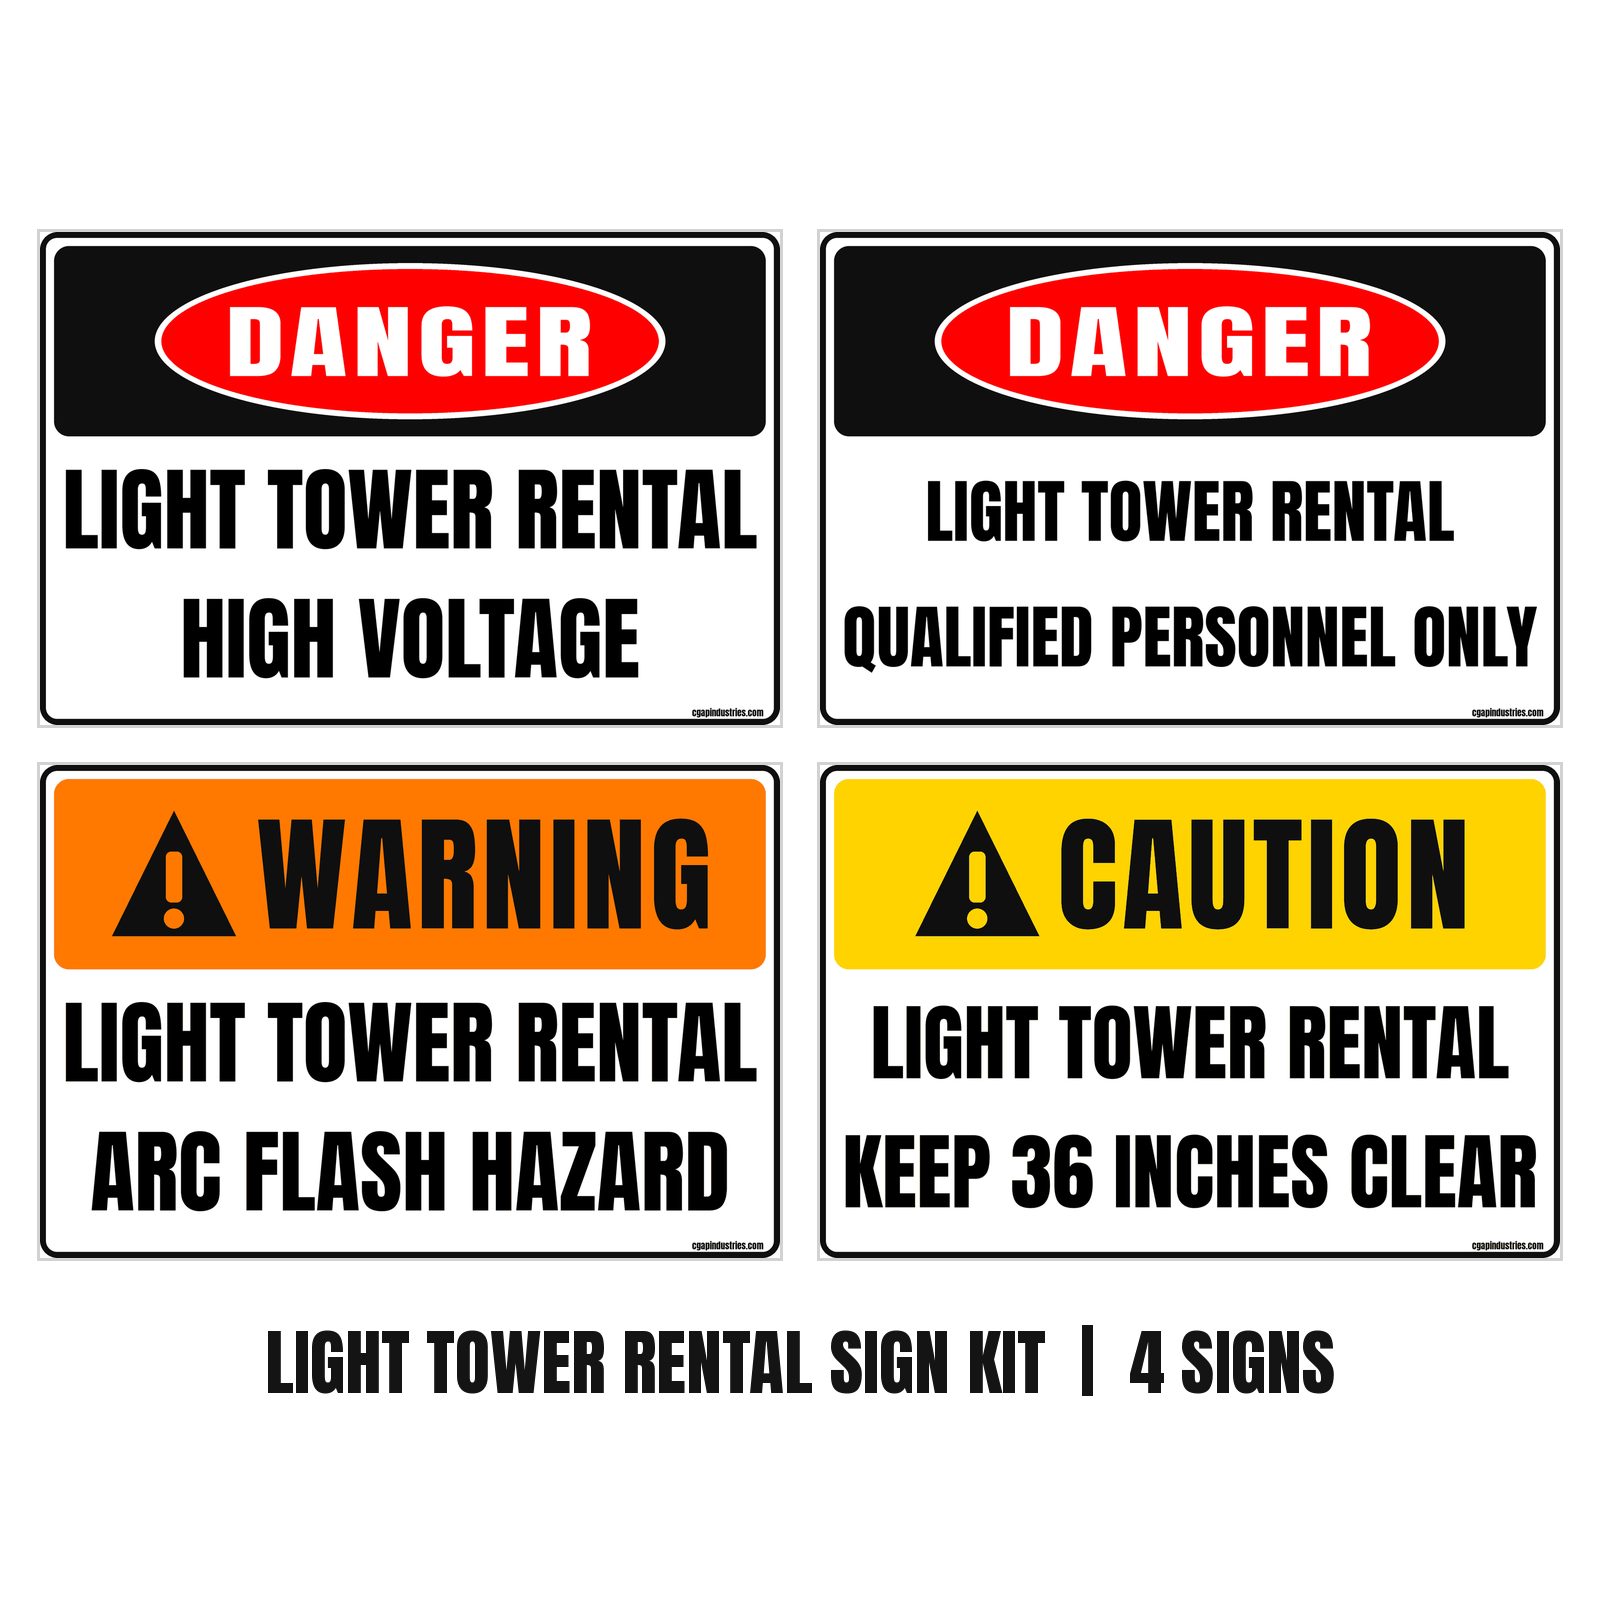 DANGER
LIGHT TOWER RENTAL
HIGH VOLTAGE
cgapindustries.com
DANGER
LIGHT TOWER RENTAL
QUALIFIED PERSONNEL ONLY
cgapindustries.com
WARNING
LIGHT TOWER RENTAL
ARC FLASH HAZARD
cgapindustries.com
CAUTION
LIGHT TOWER RENTAL
KEEP 36 INCHES CLEAR
cgapindustries.com
LIGHT TOWER RENTAL SIGN KIT | 4 SIGNS